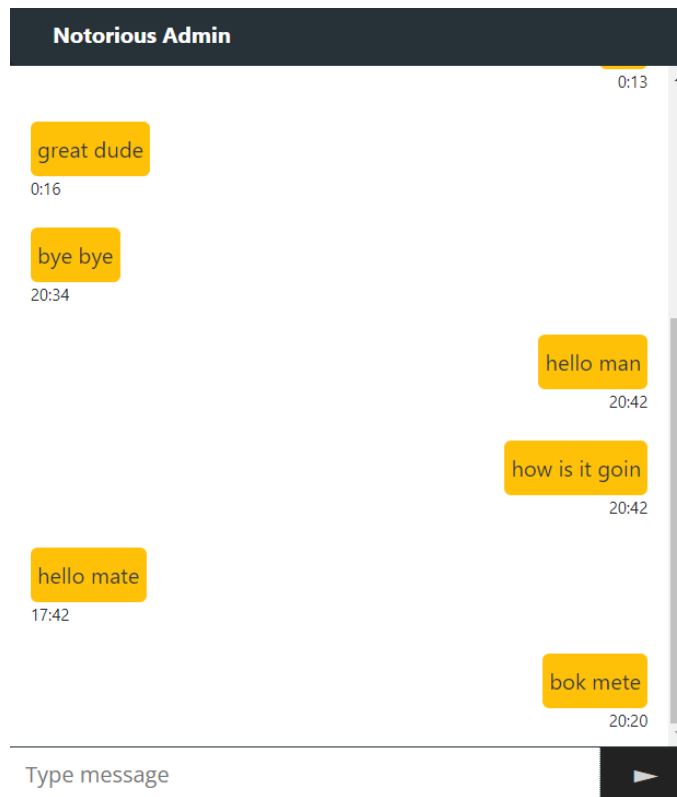 Notorious Admin
0:13
great dude
0:16
bye bye
20:34
hello man
20:42
how is it goin
20:42
hello mate
17:42
bok mete
20:20
Type message